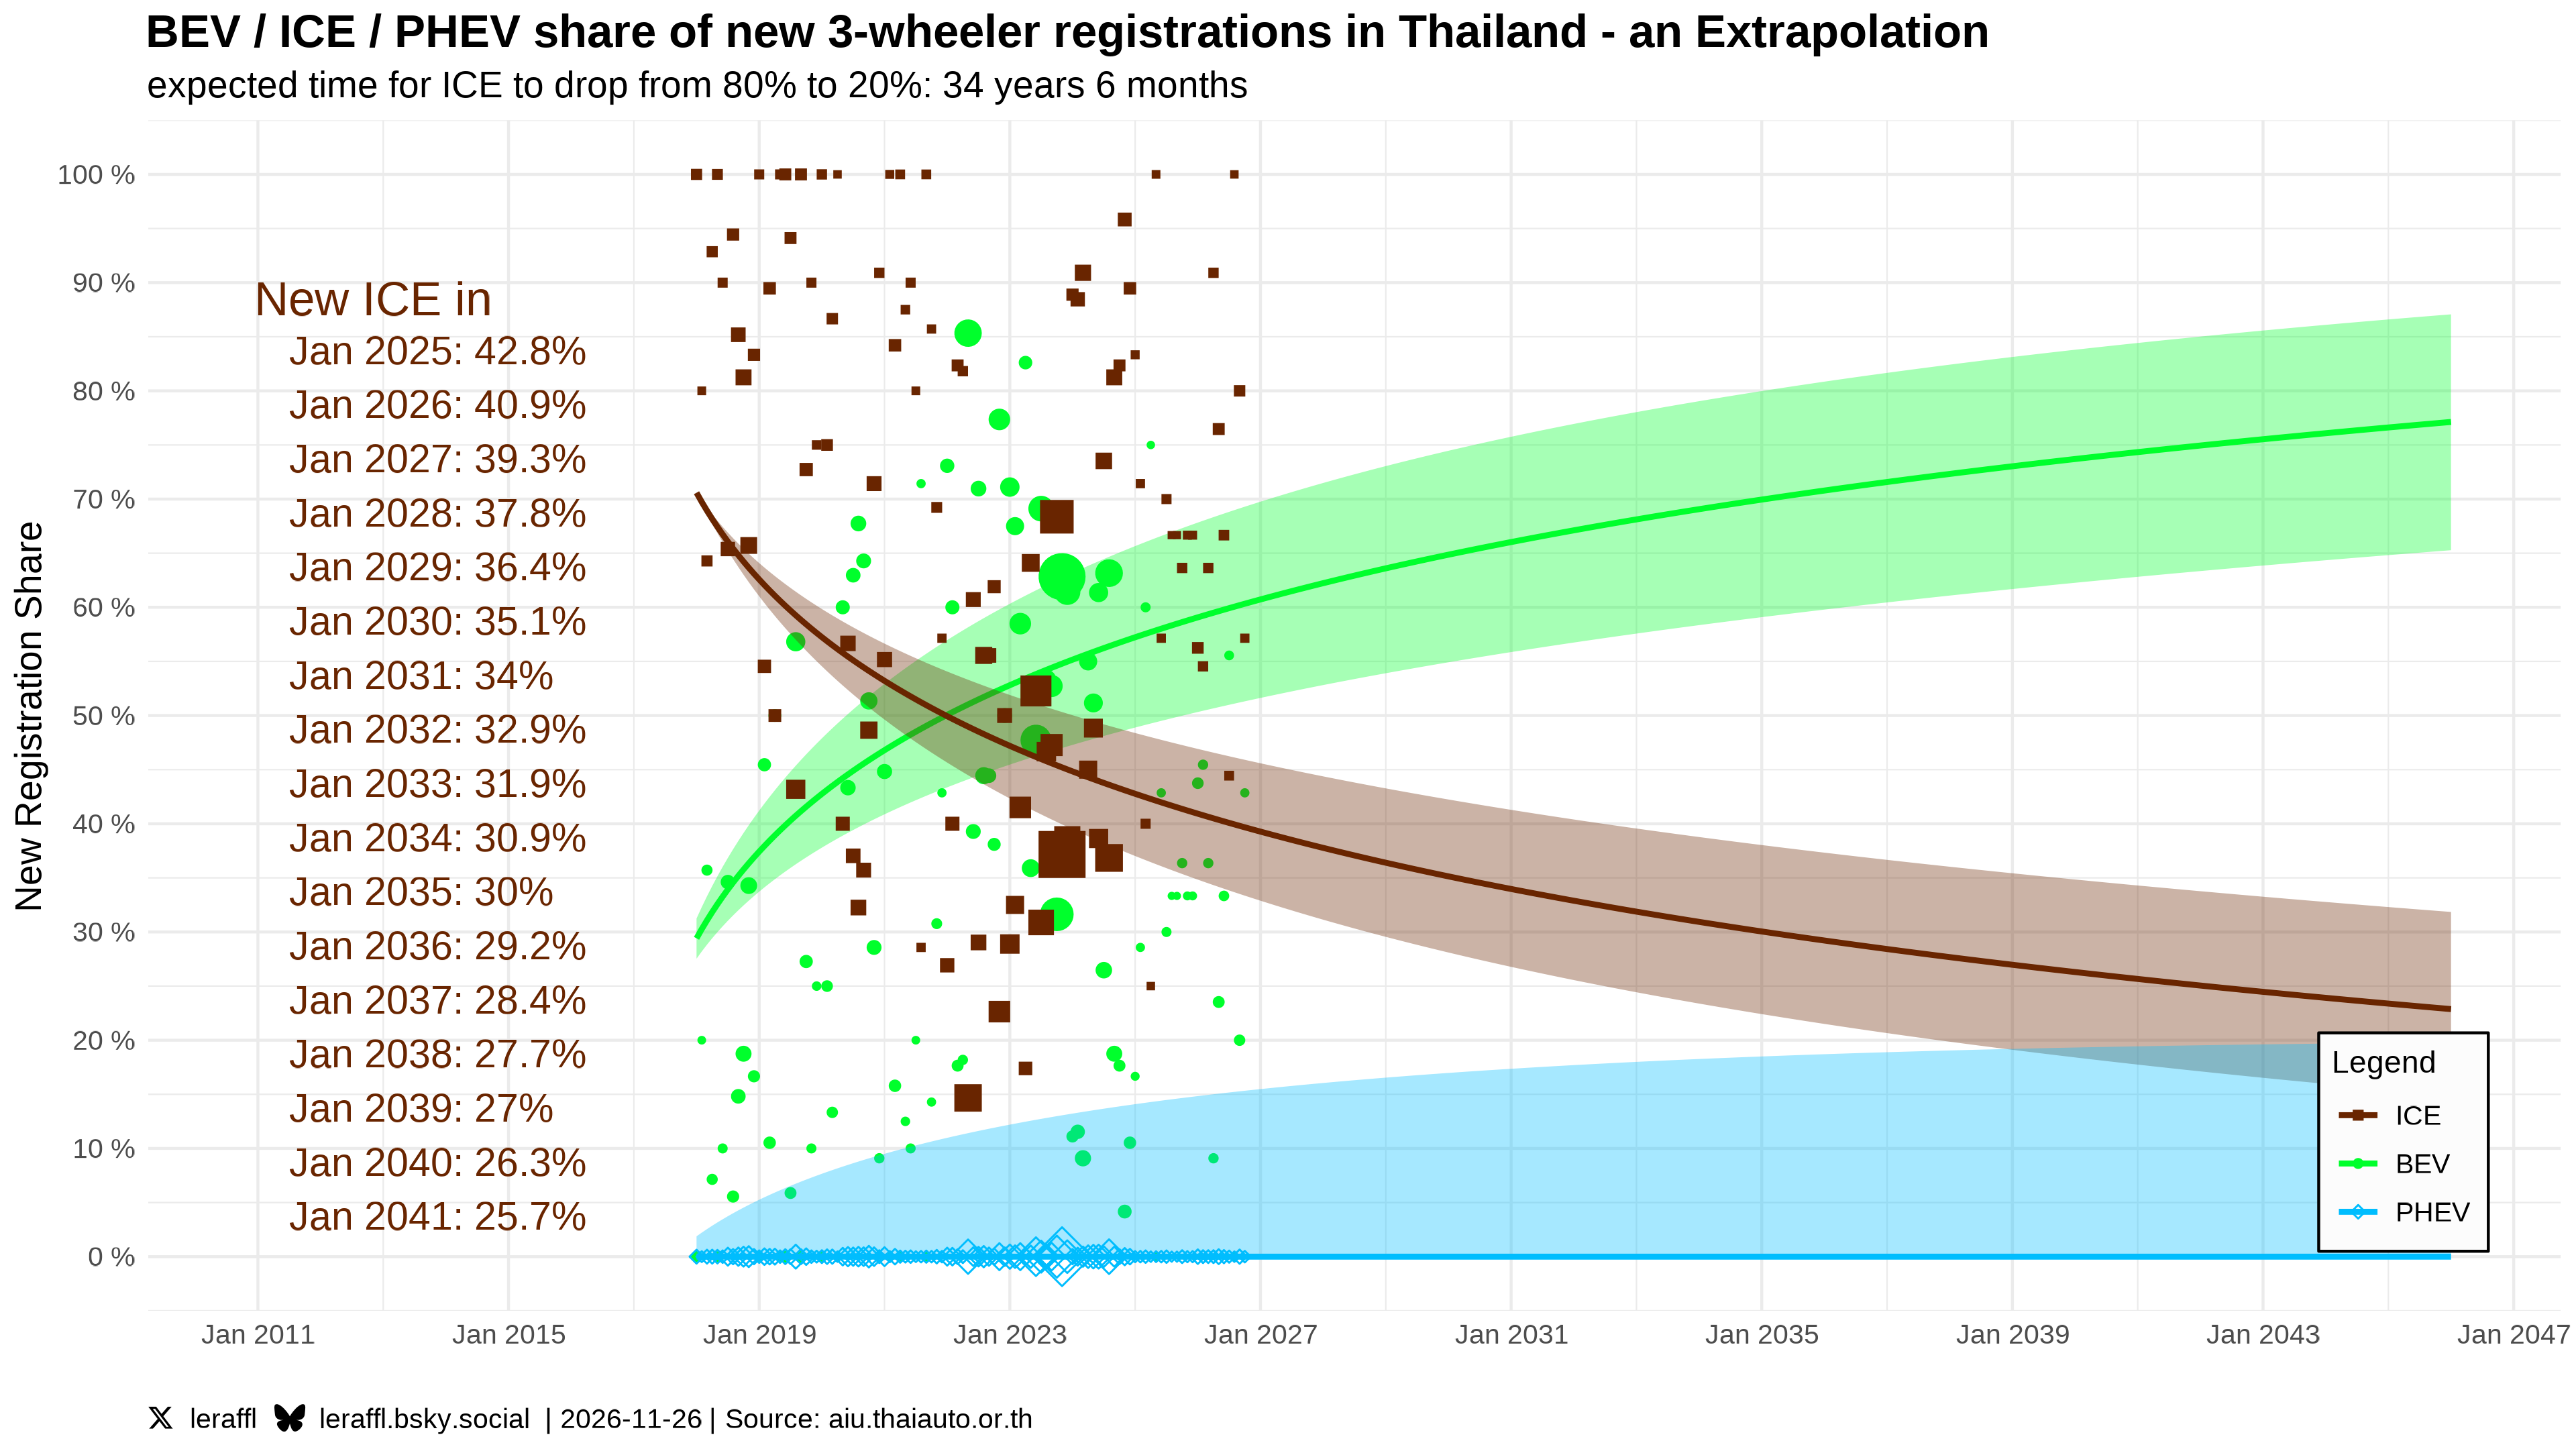 BEV / ICE / PHEV share of new 3-wheeler registrations in Thailand - an Extrapolation
expected time for ICE to drop from 80% to 20%: 34 years 6 months
New Registration Share
100 %
90 %
80 %
70 %
60 %
50 %
40 %
30 %
20 %
10 %
0 %
New ICE in
Jan 2025: 42.8%
Jan 2026: 40.9%
Jan 2027: 39.3%
Jan 2028: 37.8%
Jan 2029: 36.4%
Jan 2030: 35.1%
Jan 2031: 34%
Jan 2032: 32.9%
Jan 2033: 31.9%
Jan 2034: 30.9%
Jan 2035: 30%
Jan 2036: 29.2%
Jan 2037: 28.4%
Jan 2038: 27.7%
Jan 2039: 27%
Jan 2040: 26.3%
Jan 2041: 25.7%
Legend
ICE
BEV
PHEV
Jan 2011 Jan 2015 Jan 2019 Jan 2023 Jan 2027 Jan 2031 Jan 2035 Jan 2039 Jan 2043 Jan 2047
leraffl leraffl.bsky.social | 2026-11-26 | Source: aiu.thaiauto.or.th